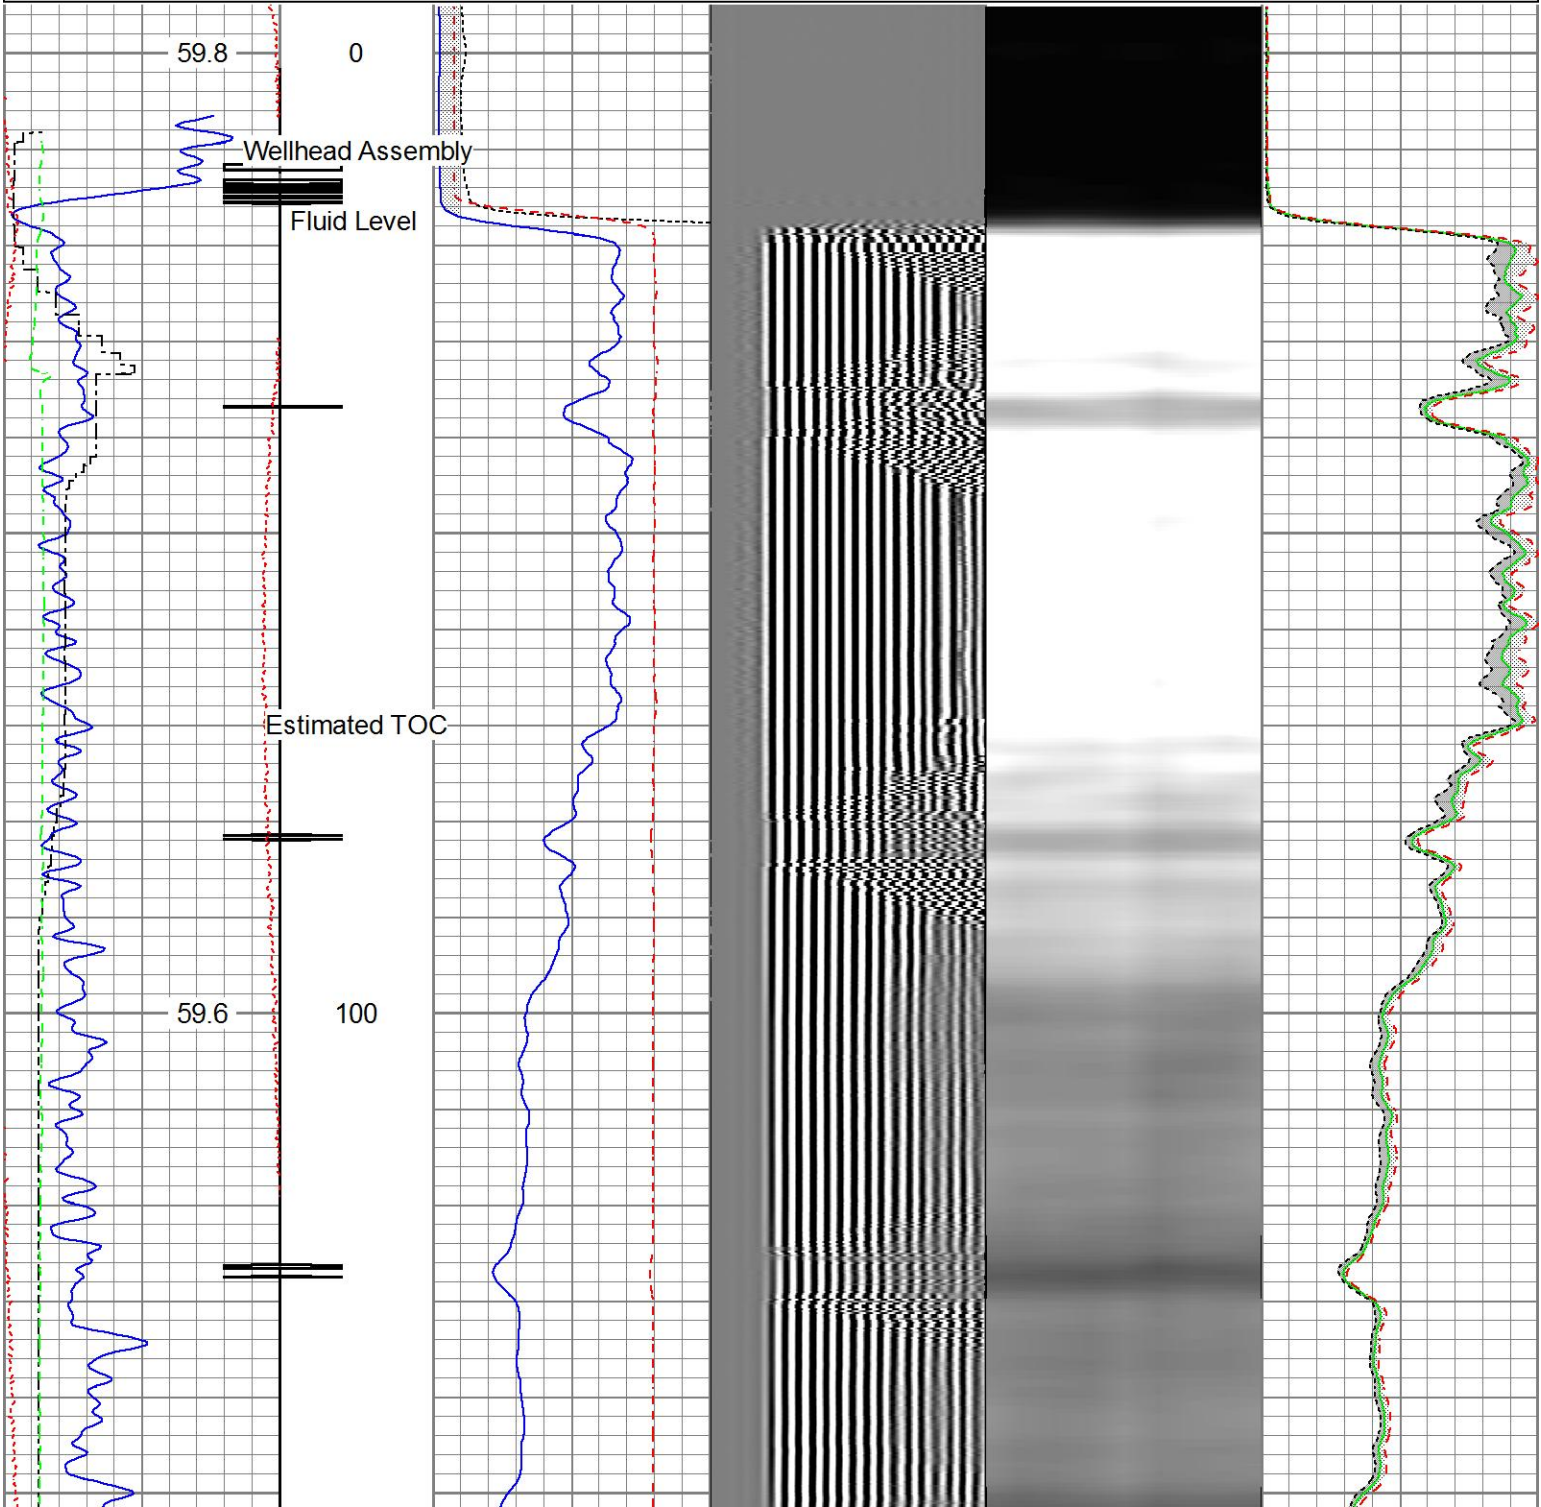 59.8 0
Wellhead Assembly
Fluid Level
Estimated TOC
59.6 100